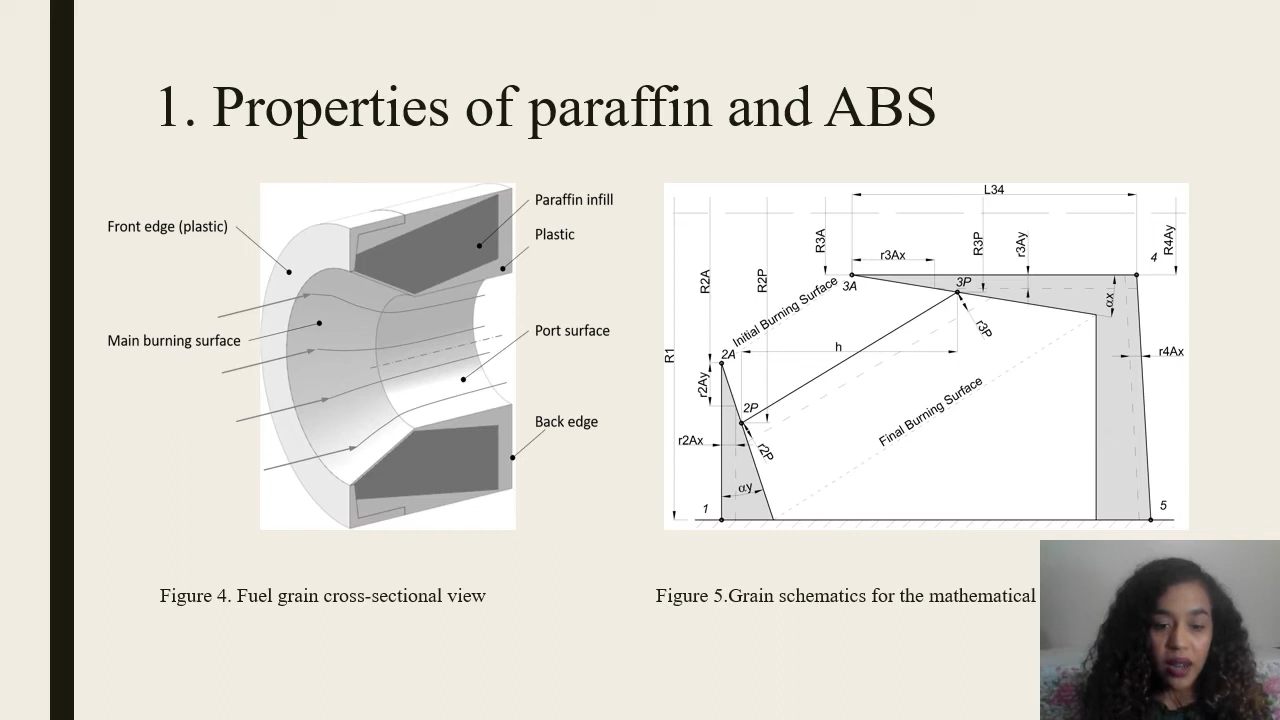 1. Properties of paraffin and ABS
Front edge (plastic)
Main burning surface
Paraffin infill
Plastic
Port surface
Back edge
L34
R3A
r3Ax
R3P
r3Ay
R4Ay
R2A
R2P
R1
3A
3P
4
αx
Initial Burning Surface
r3P
2A
h
r4Ax
r2Ay
2P
Final Burning Surface
r2Ax
r2P
αy
1
5
Figure 4. Fuel grain cross-sectional view
Figure 5.Grain schematics for the mathematical